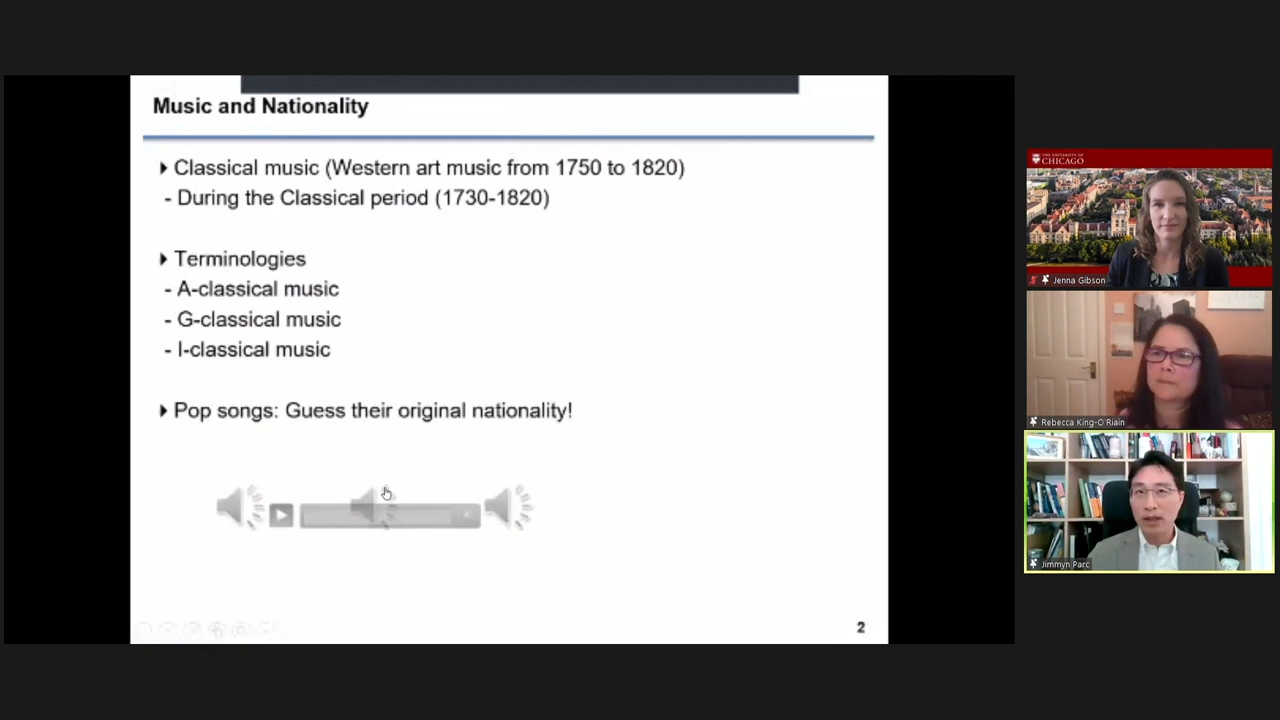 Music and Nationality
Classical music (Western art music from 1750 to 1820)
- During the Classical period (1730-1820)
Terminologies
- A-classical music
- G-classical music
- I-classical music
Pop songs: Guess their original nationality!
2
THE UNIVERSITY OF
CHICAGO
Jenna Gibson
Rebecca King-O'Riain
Jimmyn Parc